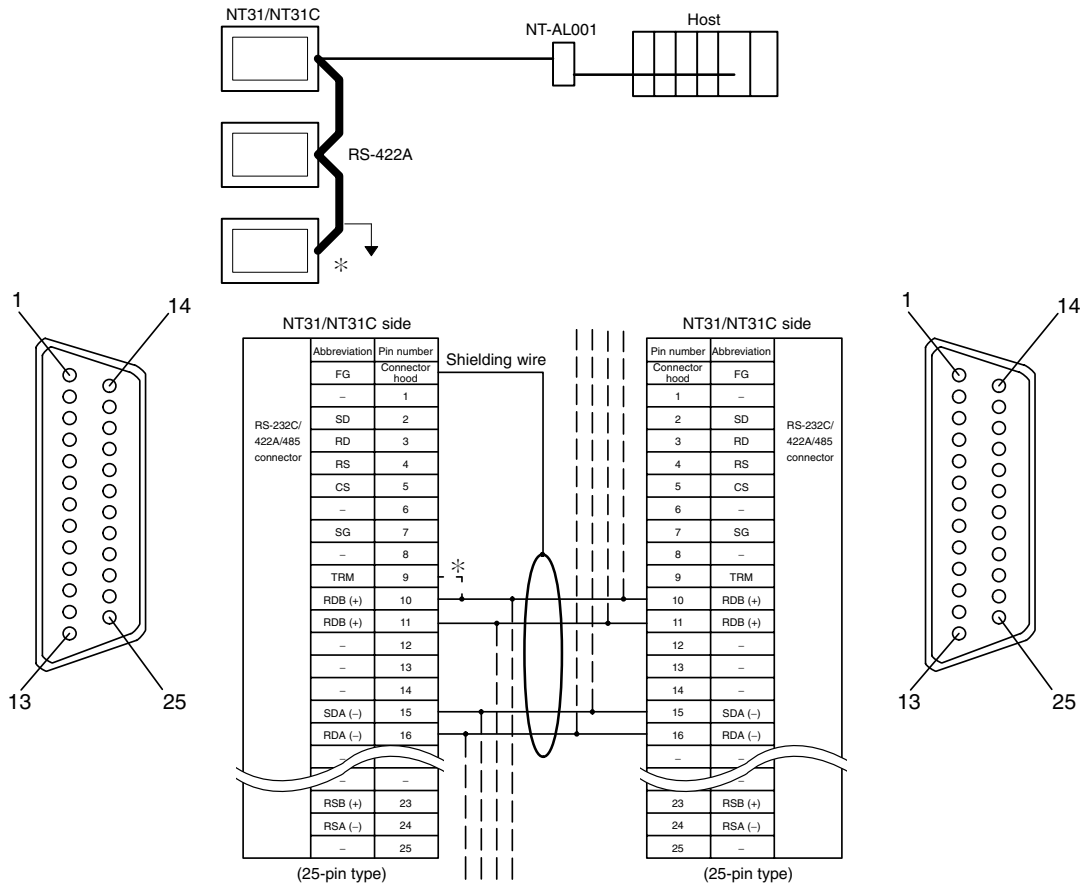 NT31/NT31C
NT-AL001
Host
RS-422A
*
1
14
13
25
NT31/NT31C side
Abbreviation Pin number
FG Connector hood
– 1
SD 2
RD 3
RS 4
CS 5
– 6
SG 7
– 8
TRM 9
RDB (+) 10
RDB (+) 11
– 12
– 13
– 14
SDA (–) 15
RDA (–) 16
–
– –
RSB (+) 23
RSA (–) 24
– 25
RS-232C/
422A/485
connector
(25-pin type)
Shielding wire
*
NT31/NT31C side
Pin number Abbreviation
Connector hood FG
1 –
2 SD
3 RD
4 RS
5 CS
6 –
7 SG
8 –
9 TRM
10 RDB (+)
11 RDB (+)
12 –
13 –
14 –
15 SDA (–)
16 RDA (–)
– –
– –
23 RSB (+)
24 RSA (–)
25 –
RS-232C/
422A/485
connector
(25-pin type)
1
14
13
25